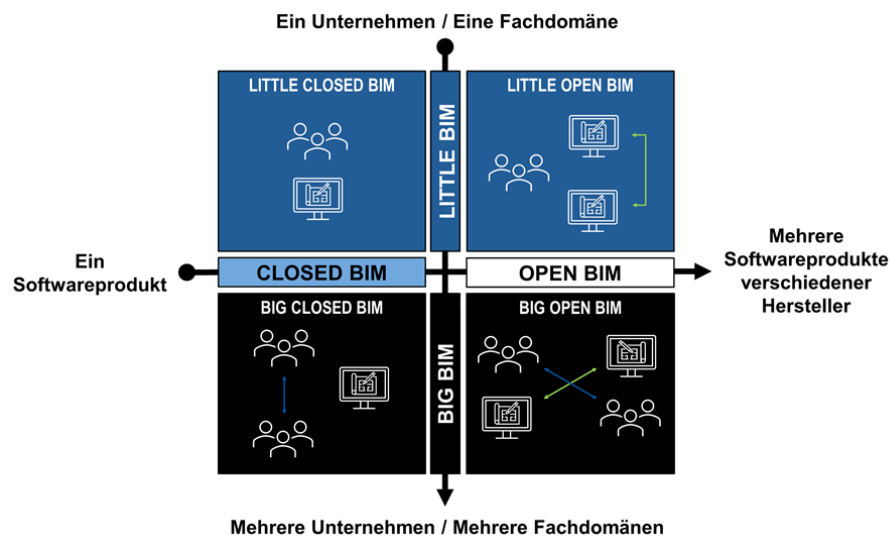 Ein Unternehmen / Eine Fachdomäne
LITTLE CLOSED BIM
LITTLE BIM
LITTLE OPEN BIM
Ein
Softwareprodukt
CLOSED BIM
OPEN BIM
Mehrere
Softwareprodukte
verschiedener
Hersteller
BIG CLOSED BIM
BIG BIM
BIG OPEN BIM
Mehrere Unternehmen / Mehrere Fachdomänen